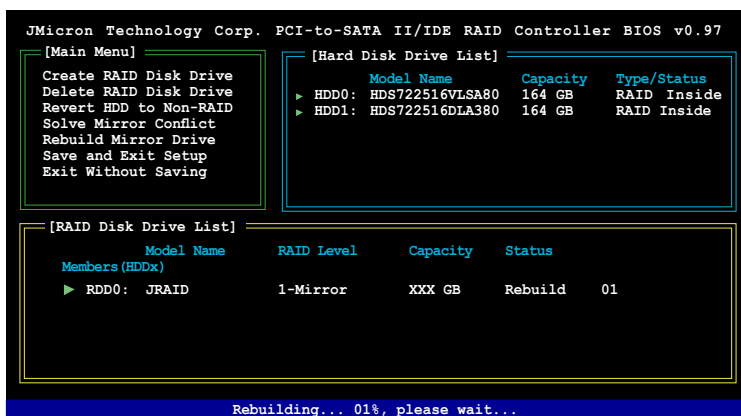 JMicron Technology Corp. PCI-to-SATA II/IDE RAID Controller BIOS v0.97
[Main Menu]
Create RAID Disk Drive
Delete RAID Disk Drive
Revert HDD to Non-RAID
Solve Mirror Conflict
Rebuild Mirror Drive
Save and Exit Setup
Exit Without Saving
[Hard Disk Drive List]
Model Name Capacity Type/Status
HDD0: HDS722516VLSA80 164 GB RAID Inside
HDD1: HDS722516DLA380 164 GB RAID Inside
[RAID Disk Drive List]
Model Name RAID Level Capacity Status
Members(HDDx)
RDD0: JRAID 1-Mirror XXX GB Rebuild 01
Rebuilding... 01%, please wait...